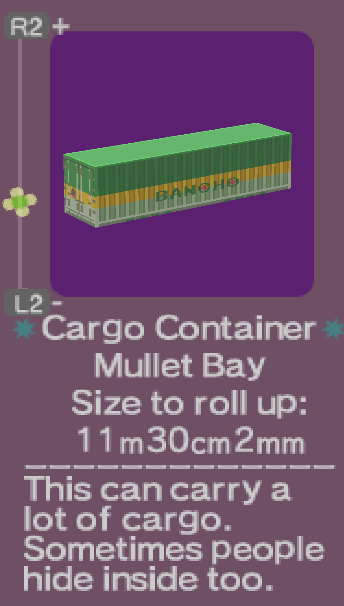 R2 +
BANCHO
L2 -
Cargo Container
Mullet Bay
Size to roll up:
11m30cm2mm
This can carry a
lot of cargo.
Sometimes people
hide inside too.